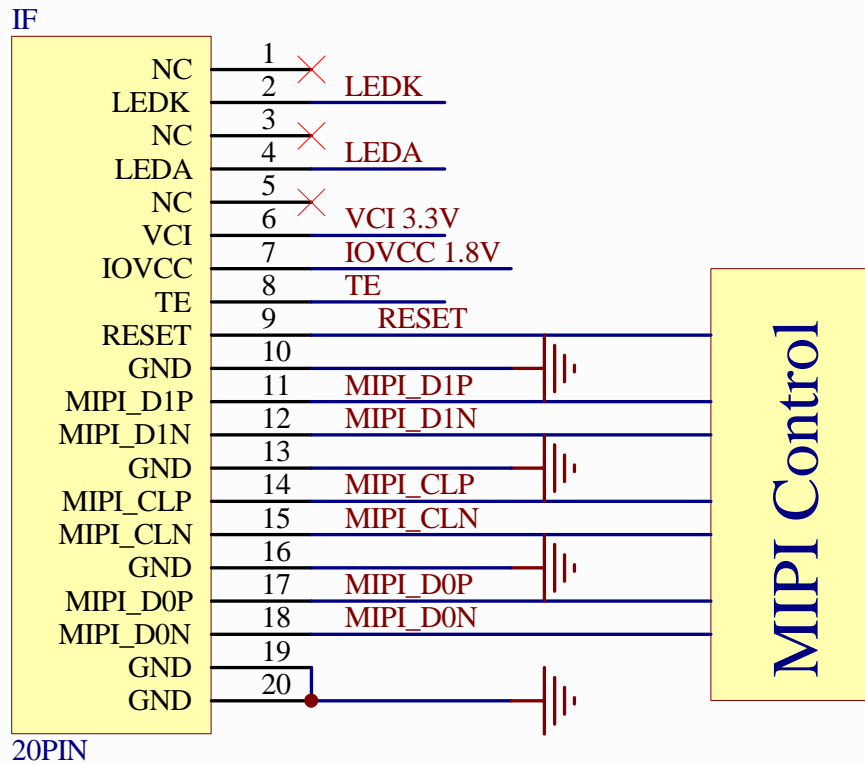 IF
NC 1
LEDK 2 LEDK
NC 3
LEDA 4 LEDA
NC 5
VCI 6 VCI 3.3V
IOVCC 7 IOVCC 1.8V
TE 8 TE
RESET 9 RESET
GND 10
MIPI_D1P 11 MIPI_D1P
MIPI_D1N 12 MIPI_D1N
GND 13
MIPI_CLP 14 MIPI_CLP
MIPI_CLN 15 MIPI_CLN
GND 16
MIPI_D0P 17 MIPI_D0P
MIPI_D0N 18 MIPI_D0N
GND 19
GND 20
20PIN
MIPI Control